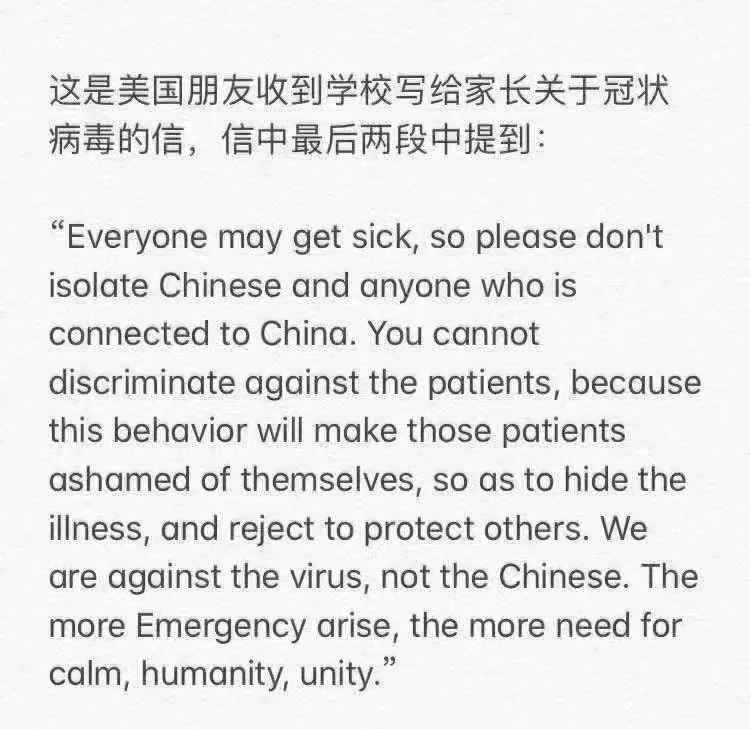 这是美国朋友收到学校写给家长关于冠状
病毒的信，信中最后两段中提到：
“Everyone may get sick, so please don't
isolate Chinese and anyone who is
connected to China. You cannot
discriminate against the patients, because
this behavior will make those patients
ashamed of themselves, so as to hide the
illness, and reject to protect others. We
are against the virus, not the Chinese. The
more Emergency arise, the more need for
calm, humanity, unity.”